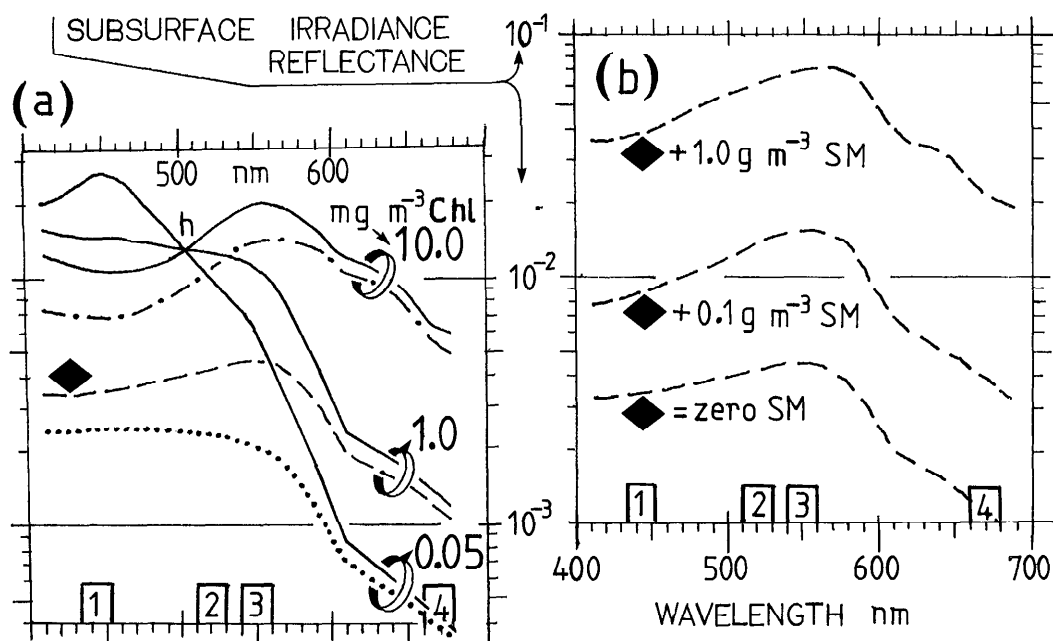 SUBSURFACE IRRADIANCE
REFLECTANCE
(a)
500 nm 600
h
mg m⁻³ Chl
10.0
1.0
0.05
1 2 3 4
10⁻¹
10⁻²
10⁻³
(b)
+ 1.0 g m⁻³ SM
+ 0.1 g m⁻³ SM
= zero SM
1 2 3 4
400 500 600 700
WAVELENGTH nm